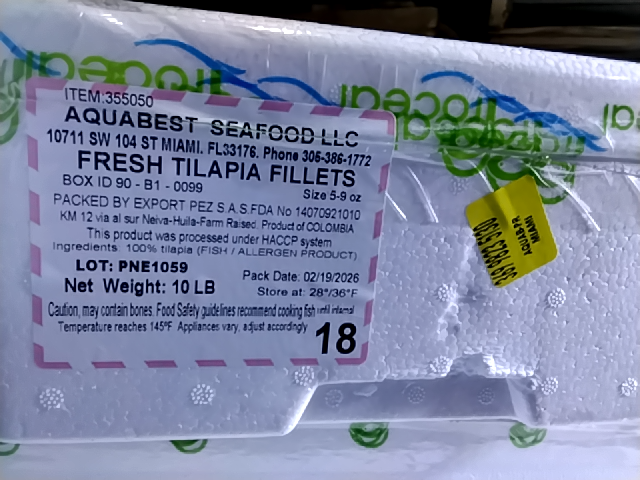 ITEM:355050
AQUABEST SEAFOOD LLC
10711 SW 104 ST MIAMI. FL33176. Phone 305-386-1772
FRESH TILAPIA FILLETS
Size 5-9 oz
BOX ID 90 - B1 - 0099
PACKED BY EXPORT PEZ S.A.S.FDA No 14070921010
KM 12 via al sur Neiva-Huila-Farm Raised. Product of COLOMBIA
This product was processed under HACCP system
Ingredients: 100% tilapia (FISH / ALLERGEN PRODUCT)
LOT: PNE1059
Pack Date: 02/19/2026
Net Weight: 10 LB
Store at: 28°/36°F
Caution, may contain bones. Food Safety guidelines recommend cooking fish until internal
Temperature reaches 145°F Appliances vary, adjust accordingly
18
AQUAB.FR
MIAMI